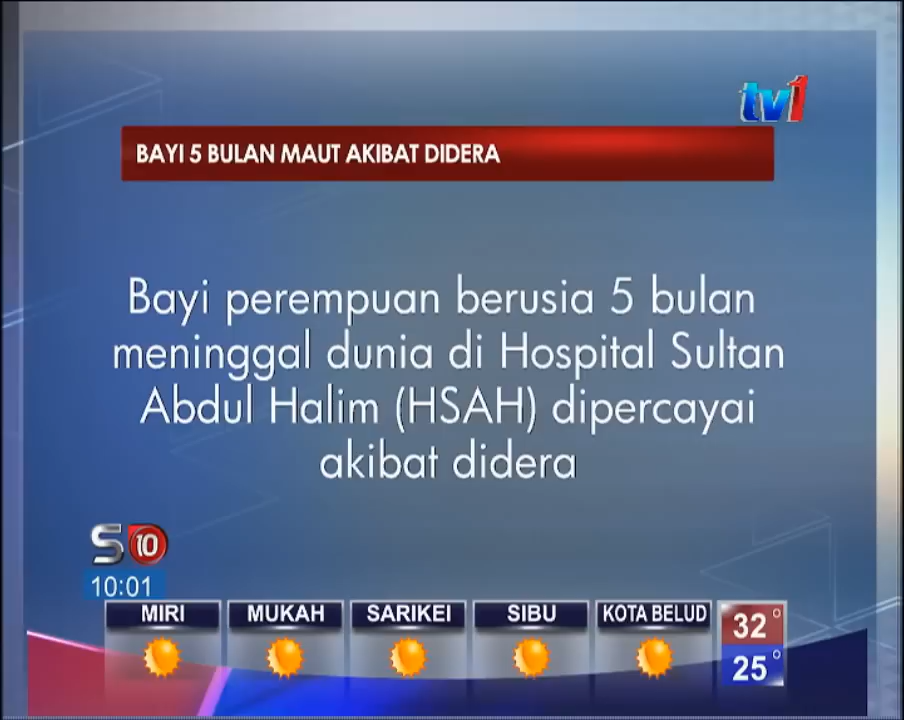 tv1
BAYI 5 BULAN MAUT AKIBAT DIDERA
Bayi perempuan berusia 5 bulan
meninggal dunia di Hospital Sultan
Abdul Halim (HSAH) dipercayai
akibat didera
S 10
10:01
MIRI MUKAH SARIKEI SIBU KOTA BELUD
32°
25°